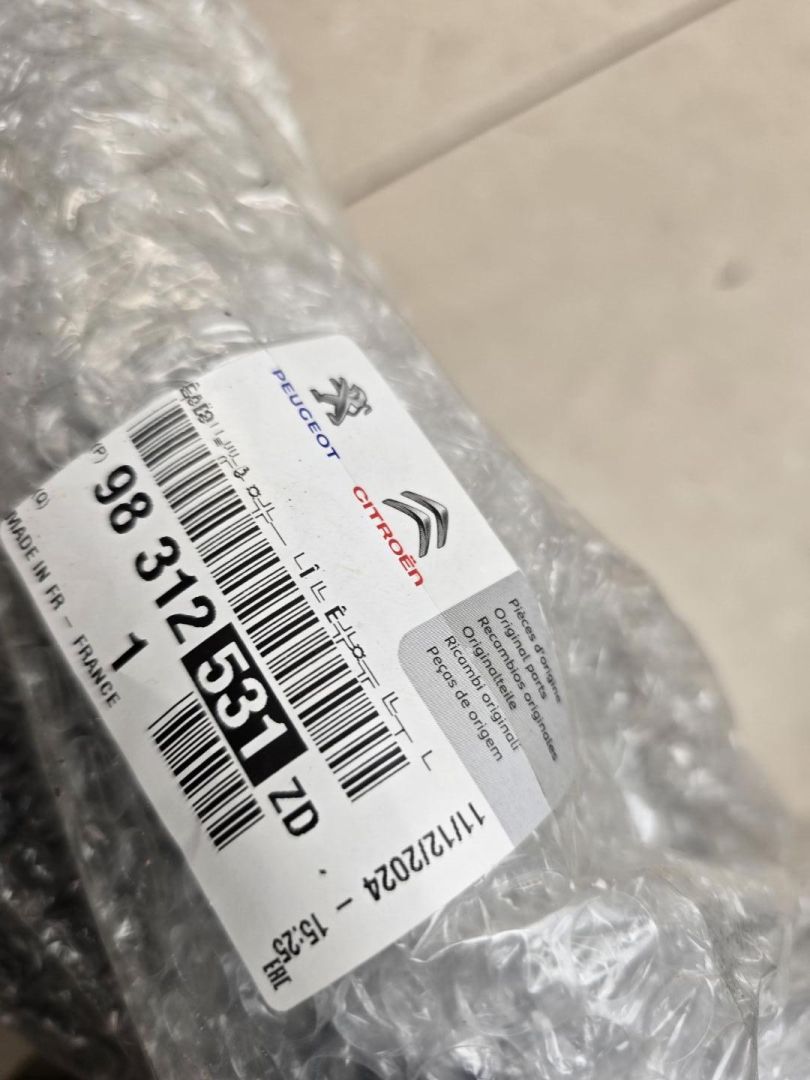 PEUGEOT
CITROËN
Pièces d'origine
Original parts
Recambios originales
Originalteile
Ricambi originali
Peças de origem
(P) 98 312 531 ZD
(Q) 1
MADE IN FR - FRANCE
11/12/2024 - 15:25
EAC